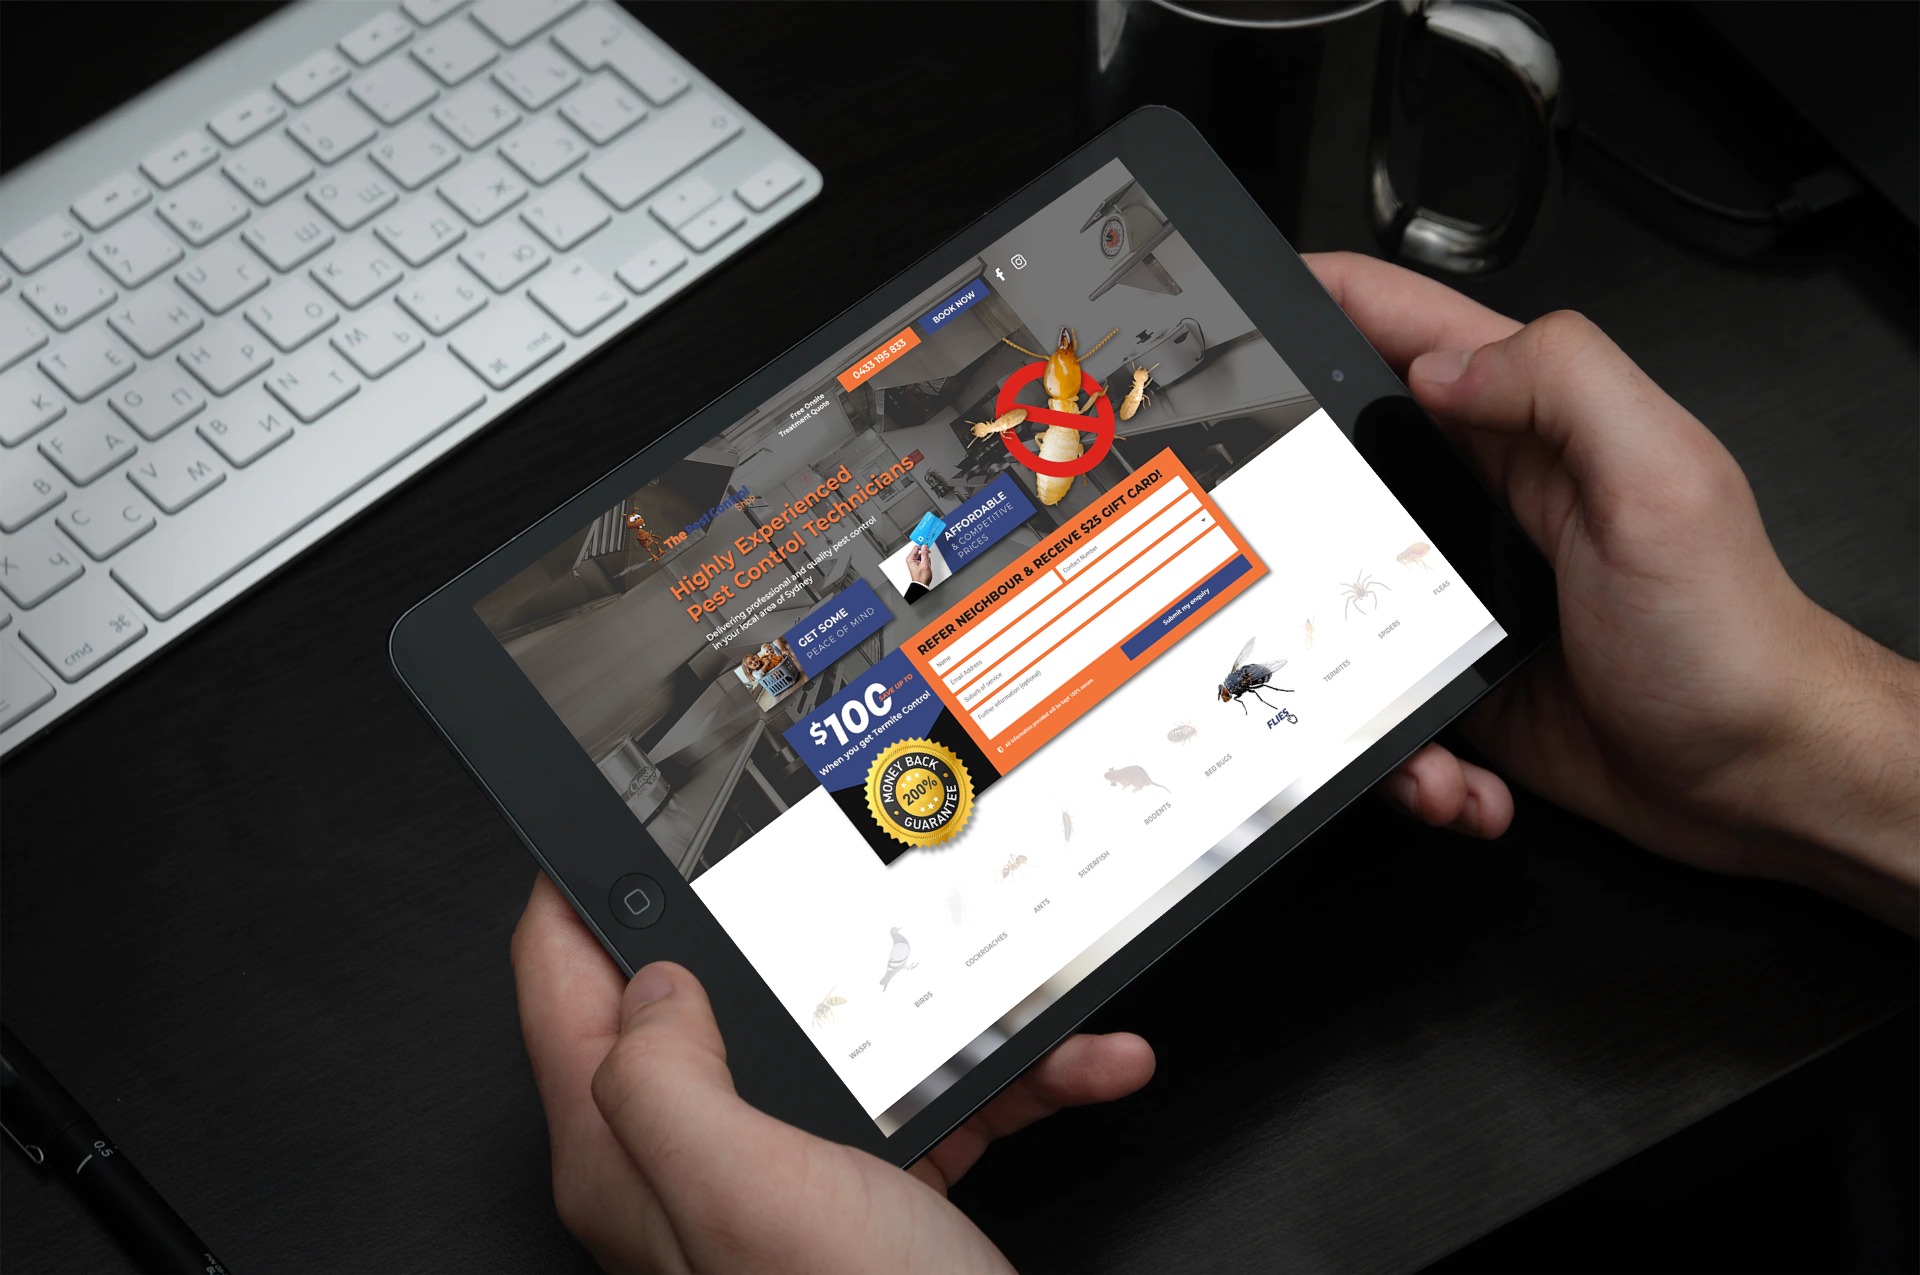 The Pest Control
Shop
Free Onsite
Treatment Quote
0433 195 833
BOOK NOW
Highly Experienced
Pest Control Technicians
Delivering professional and quality pest control
in your local area of Sydney
GET SOME
PEACE OF MIND
AFFORDABLE
& COMPETITIVE
PRICES
SAVE UP TO
$100
When you get Termite Control
MONEY BACK
200%
GUARANTEE
REFER NEIGHBOUR & RECEIVE $25 GIFT CARD!
Name
Contact Number
Email Address
Suburb of service
Further information (optional)
Submit my enquiry
All information provided will be kept 100% secure
WASPS
BIRDS
COCKROACHES
ANTS
SILVERFISH
RODENTS
BED BUGS
FLIES
TERMITES
SPIDERS
FLEAS
cmd
cmd
0.5